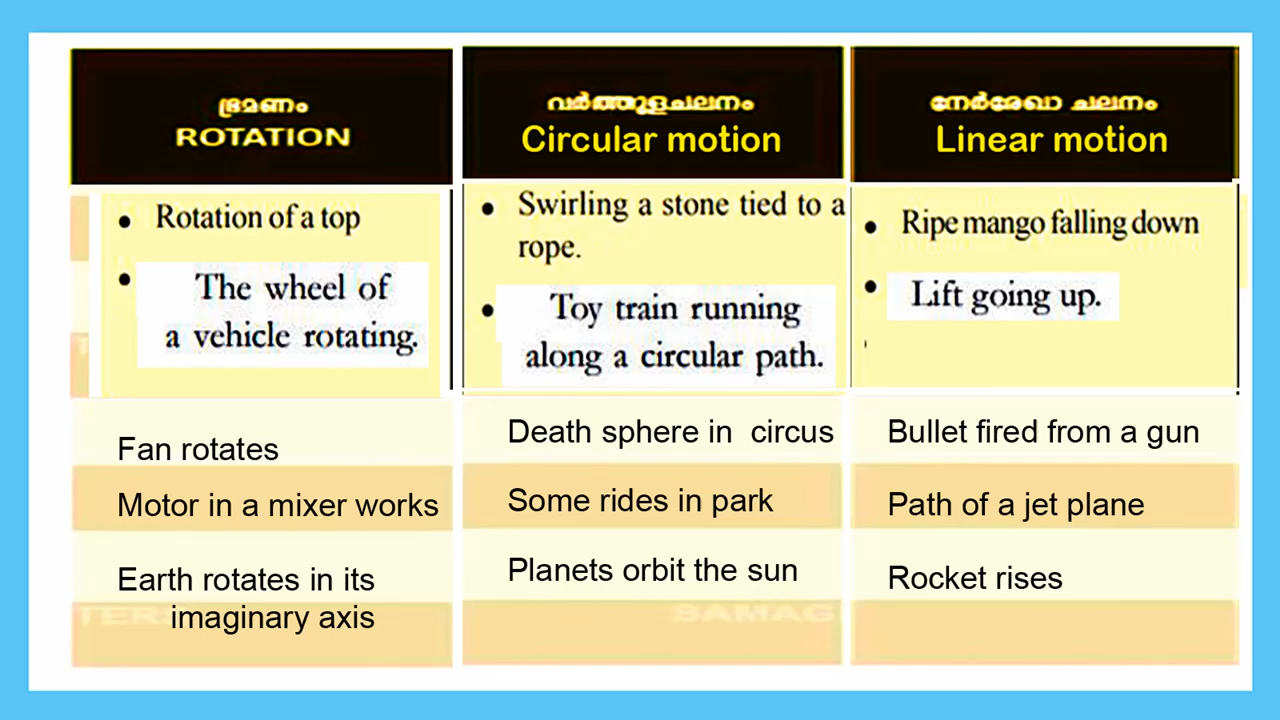 ഭ്രമണം
ROTATION
• Rotation of a top
• The wheel of
a vehicle rotating.
Fan rotates
Motor in a mixer works
Earth rotates in its
imaginary axis
TERS
വർത്തുളചലനം
Circular motion
• Swirling a stone tied to a
rope.
• Toy train running
along a circular path.
Death sphere in circus
Some rides in park
Planets orbit the sun
SAMAG
നേർരേഖാ ചലനം
Linear motion
• Ripe mango falling down
• Lift going up.
Bullet fired from a gun
Path of a jet plane
Rocket rises